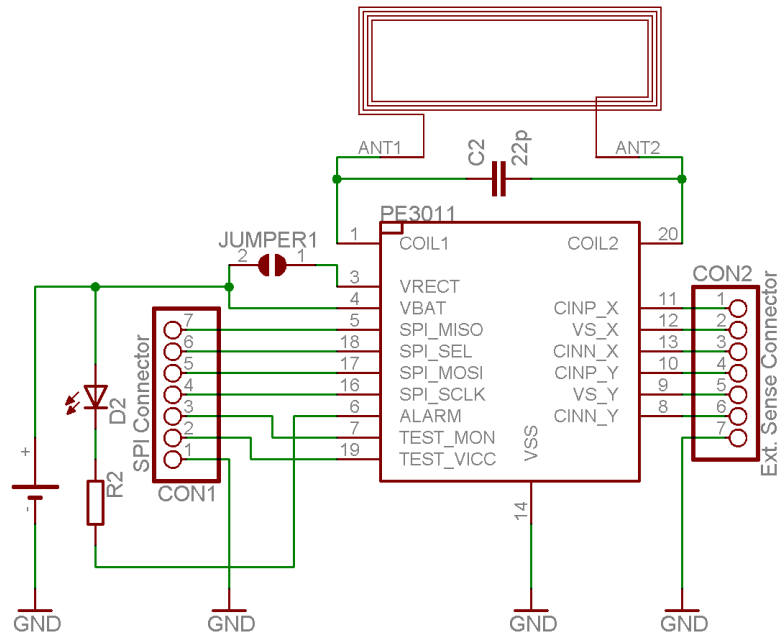 ANT1
C2
22p
ANT2
PE3011
1
COIL1
COIL2
20
JUMPER1
2
1
3
VRECT
4
VBAT
CINP_X
11
5
SPI_MISO
VS_X
12
18
SPI_SEL
CINN_X
13
17
SPI_MOSI
CINP_Y
10
16
SPI_SCLK
VS_Y
9
6
ALARM
CINN_Y
8
7
TEST_MON
19
TEST_VICC
VSS
14
CON2
1
2
3
4
5
6
7
Ext. Sense Connector
SPI Connector
7
6
5
4
3
2
1
CON1
D2
R2
+
-
GND
GND
GND
GND